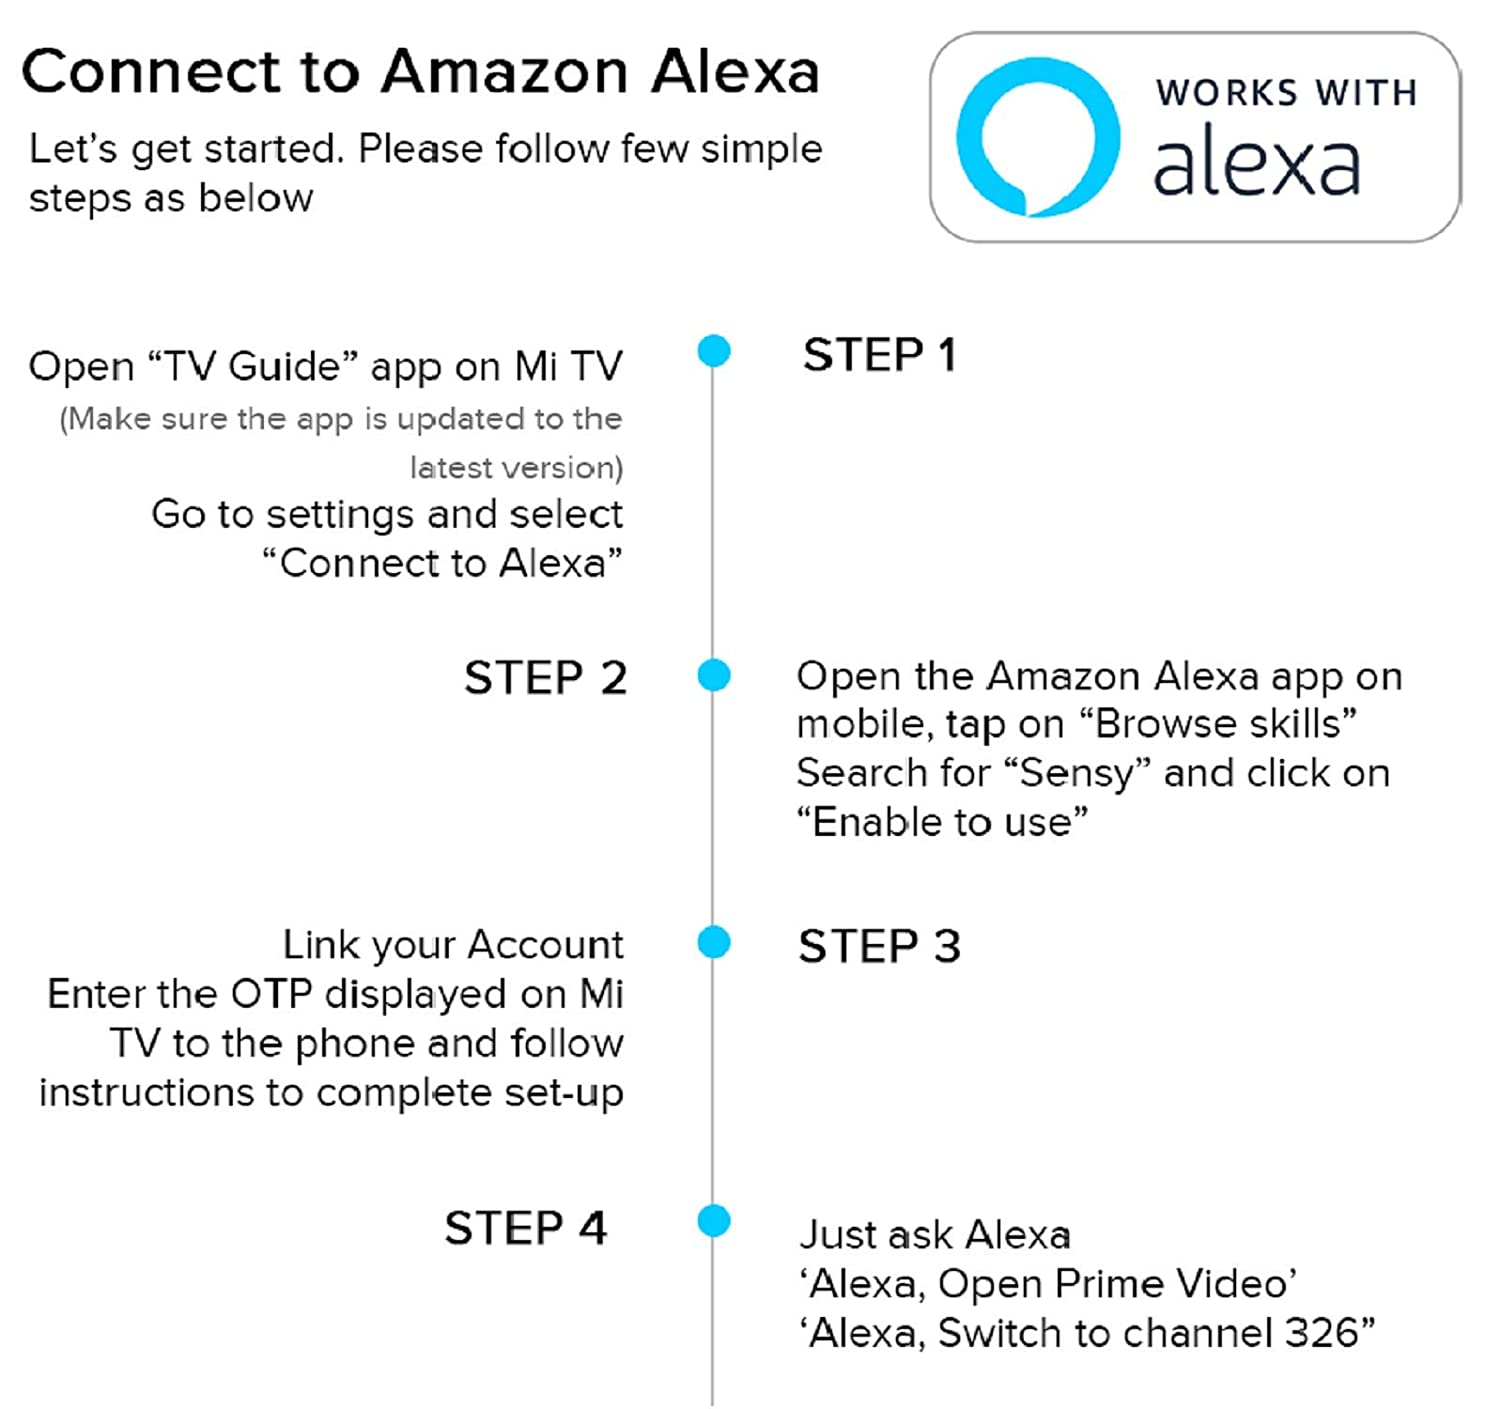 Connect to Amazon Alexa
Let’s get started. Please follow few simple
steps as below
WORKS WITH
alexa
STEP 1
Open “TV Guide” app on Mi TV
(Make sure the app is updated to the
latest version)
Go to settings and select
“Connect to Alexa”
STEP 2
Open the Amazon Alexa app on
mobile, tap on “Browse skills”
Search for “Sensy” and click on
“Enable to use”
STEP 3
Link your Account
Enter the OTP displayed on Mi
TV to the phone and follow
instructions to complete set-up
STEP 4
Just ask Alexa
‘Alexa, Open Prime Video’
‘Alexa, Switch to channel 326”